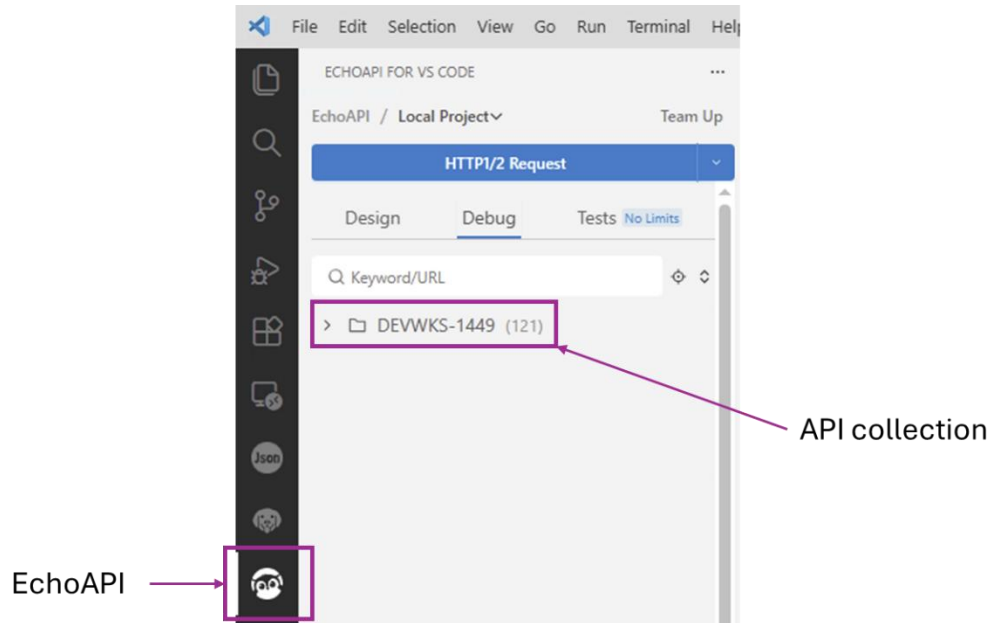 File Edit Selection View Go Run Terminal Help
ECHOAPI FOR VS CODE ...
EchoAPI / Local Project Team Up
HTTP1/2 Request
Design Debug Tests No Limits
Keyword/URL
DEVWKS-1449 (121)
API collection
Json
EchoAPI